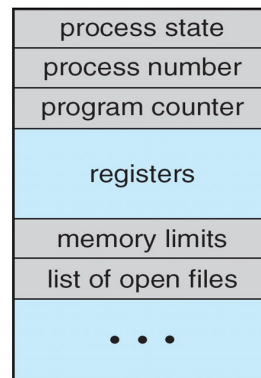 process state
process number
program counter
registers
memory limits
list of open files
• • •